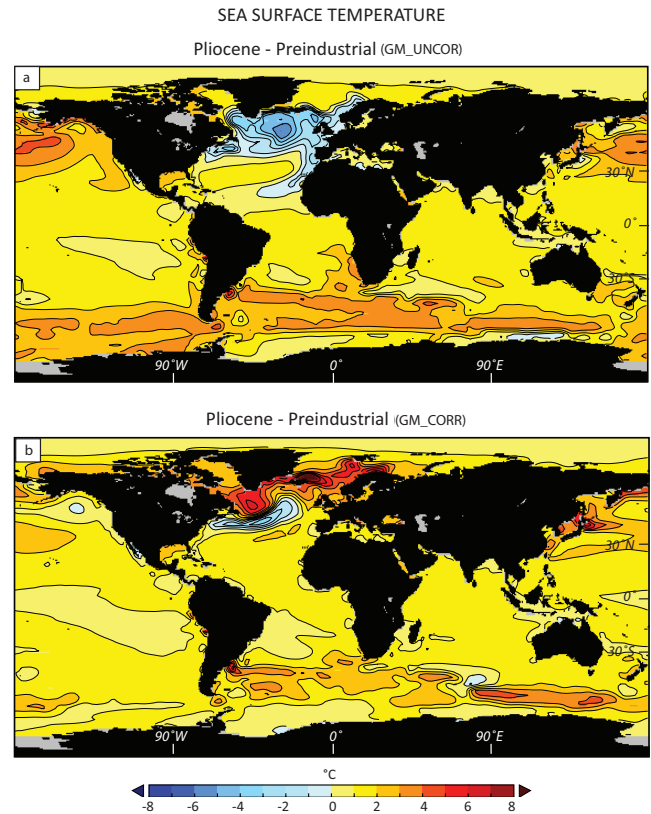 SEA SURFACE TEMPERATURE
Pliocene - Preindustrial (GM_UNCOR)
a
30˚N
0˚
30˚S
90˚W
0˚
90˚E
Pliocene - Preindustrial (GM_CORR)
b
30˚N
0˚
30˚S
90˚W
0˚
90˚E
°C
-8 -6 -4 -2 0 2 4 6 8